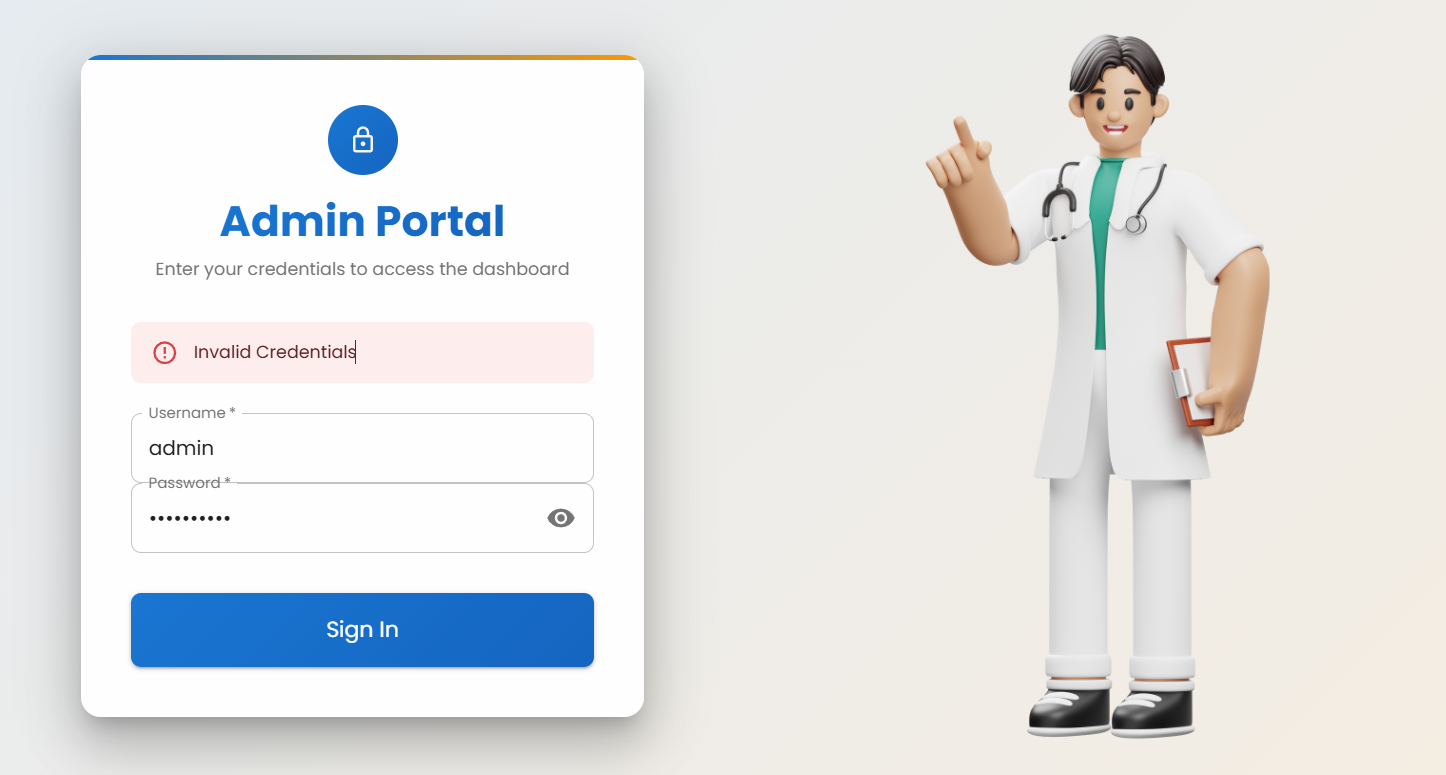 Admin Portal
Enter your credentials to access the dashboard
Invalid Credentials
Username *
admin
Password *
••••••••••
Sign In